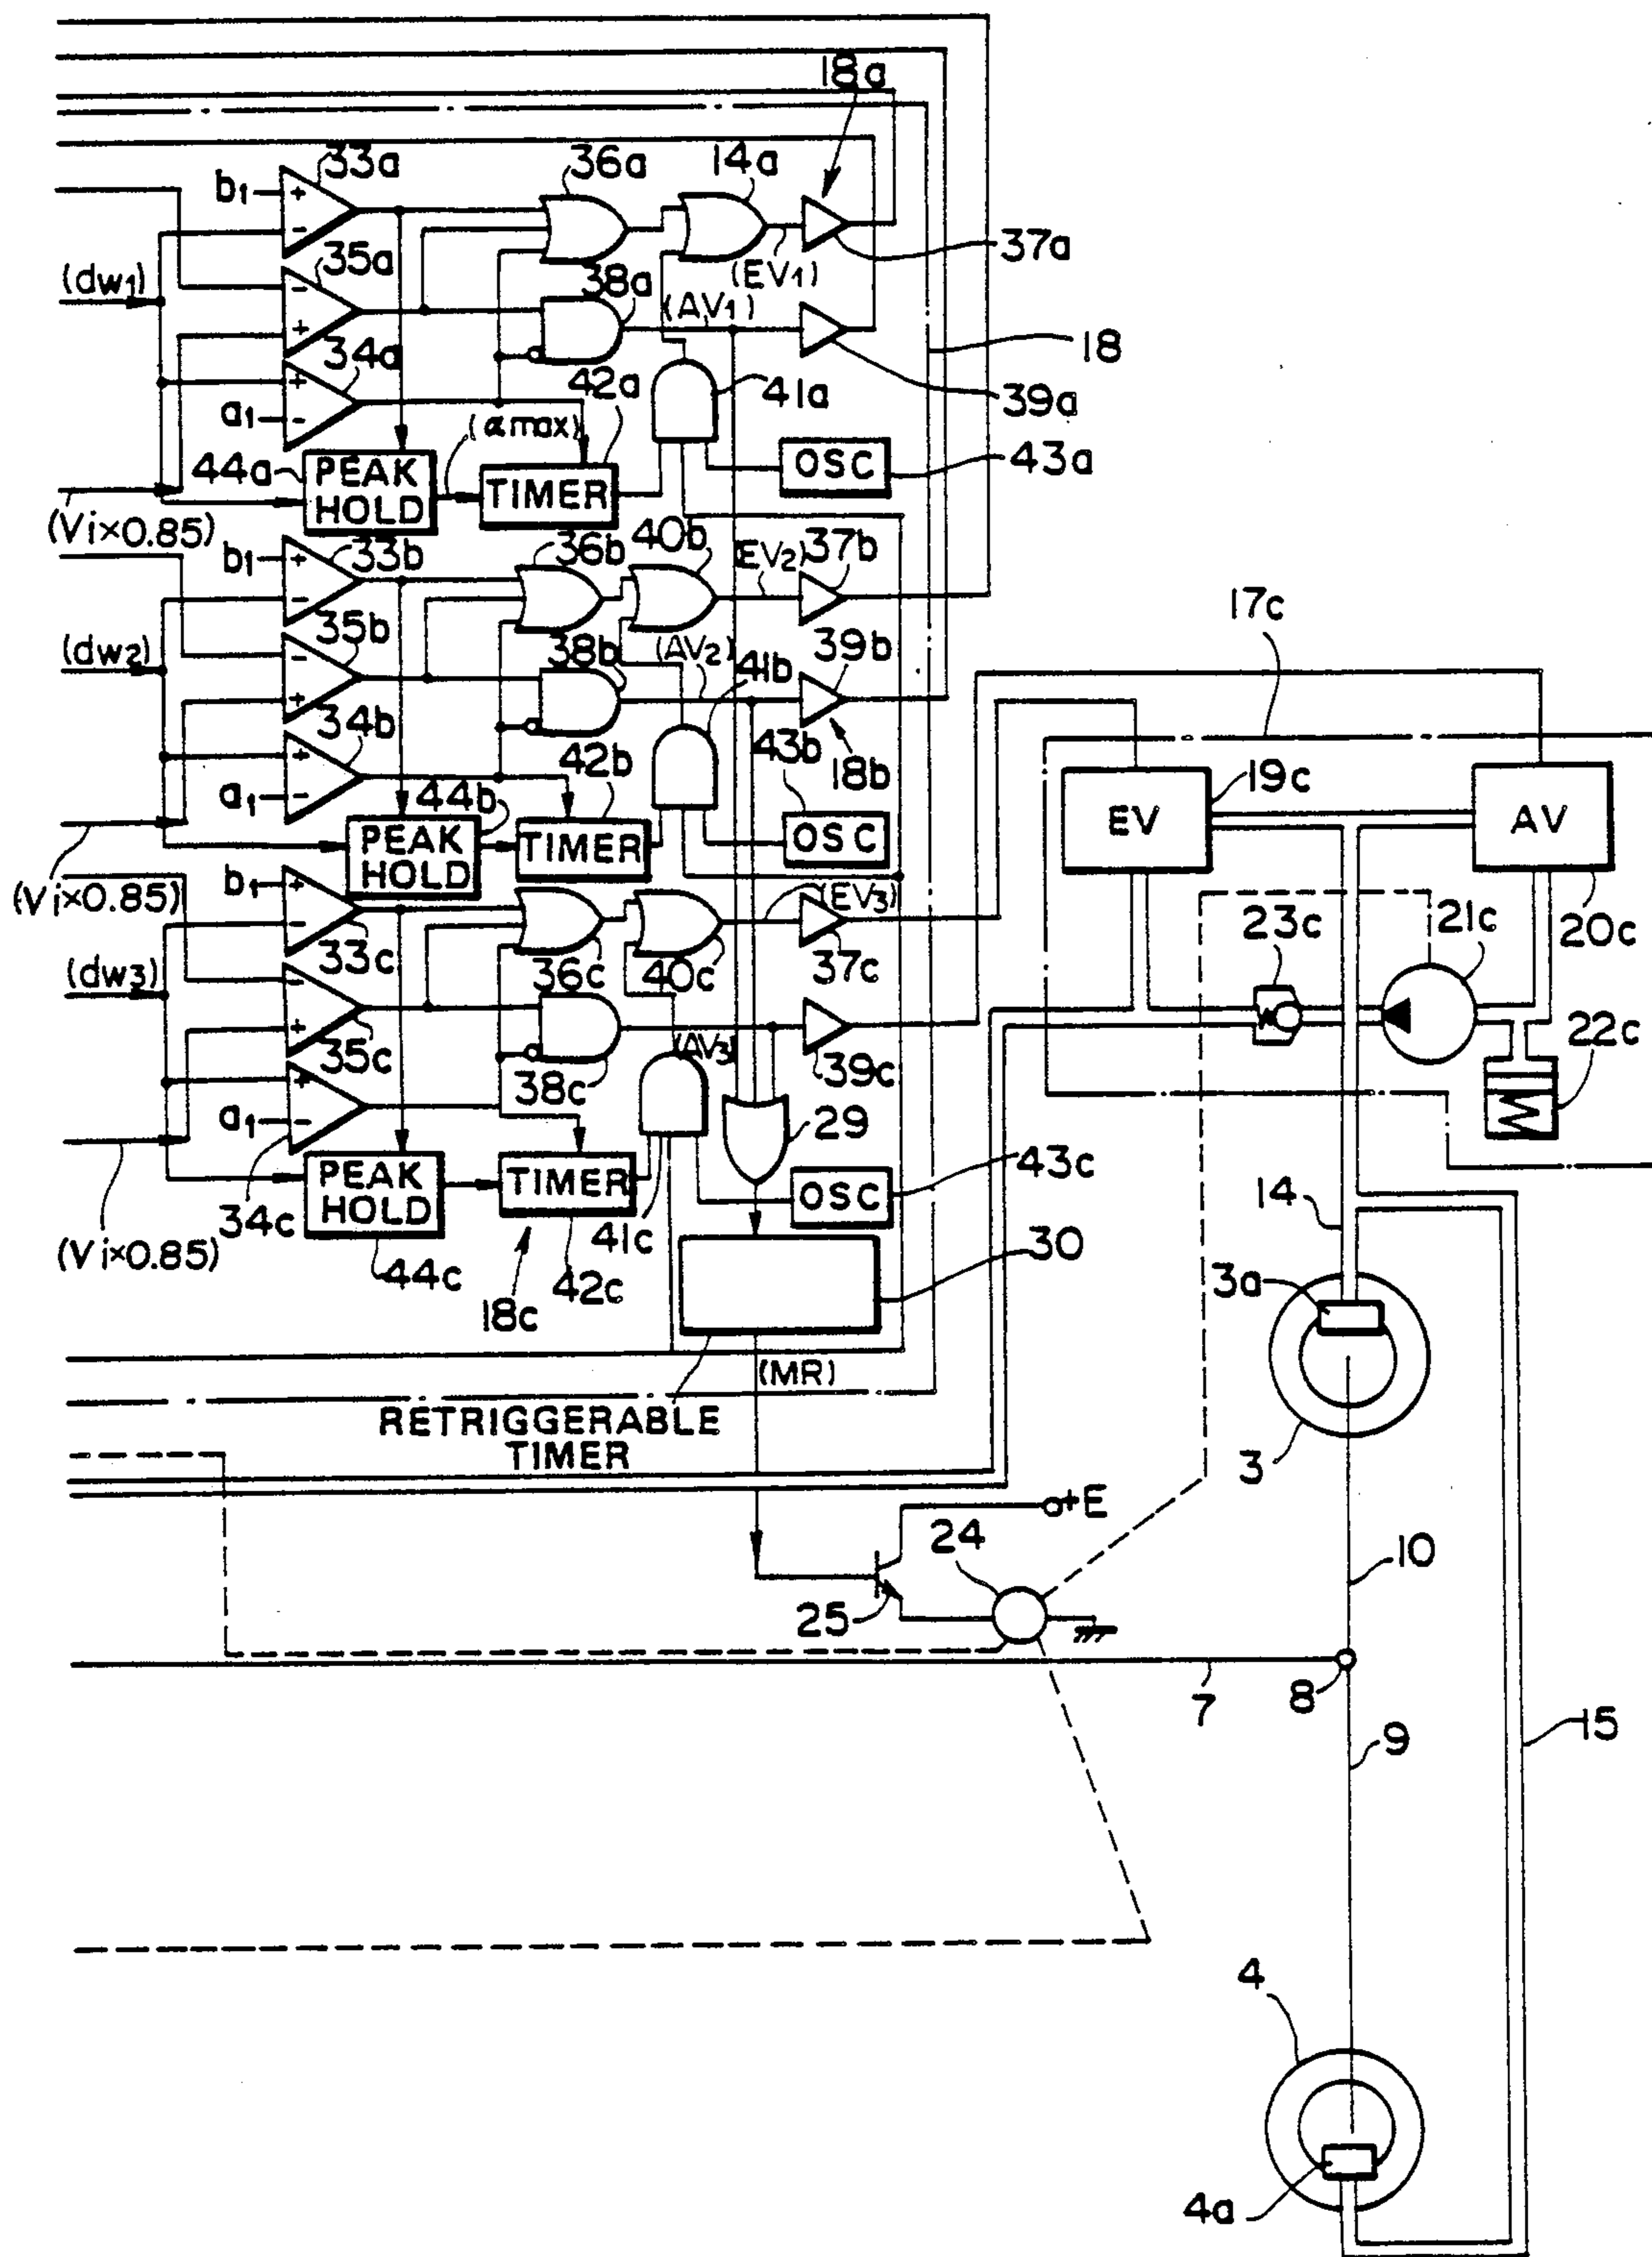 18a
33a
36a
14a
b1
+
-
37a
35a
(dw1)
-
38a
(EV1)
(AV1)
+
18
34a
+
42a
41a
39a
a1
-
(αmax)
44a
PEAK
HOLD
TIMER
OSC
43a
(Vi×0.85)
40b
36b
(EV2)
37b
b1
+
33b
-
17c
35b
(dw2)
-
38b
(AV2)
39b
41b
+
34b
43b
18b
+
42b
19c
a1
-
44b
EV
AV
PEAK
HOLD
TIMER
OSC
(Vi×0.85)
b1
+
(EV3)
23c
21c
20c
-
33c
36c
40c
37c
(dw3)
-
+
22c
35c
(AV3)
38c
39c
+
a1
-
29
43c
PEAK
HOLD
TIMER
OSC
34c
41c
14
(Vi×0.85)
44c
42c
30
3a
18c
(MR)
RETRIGGERABLE
TIMER
3
+E
24
10
25
7
8
15
9
4
4a